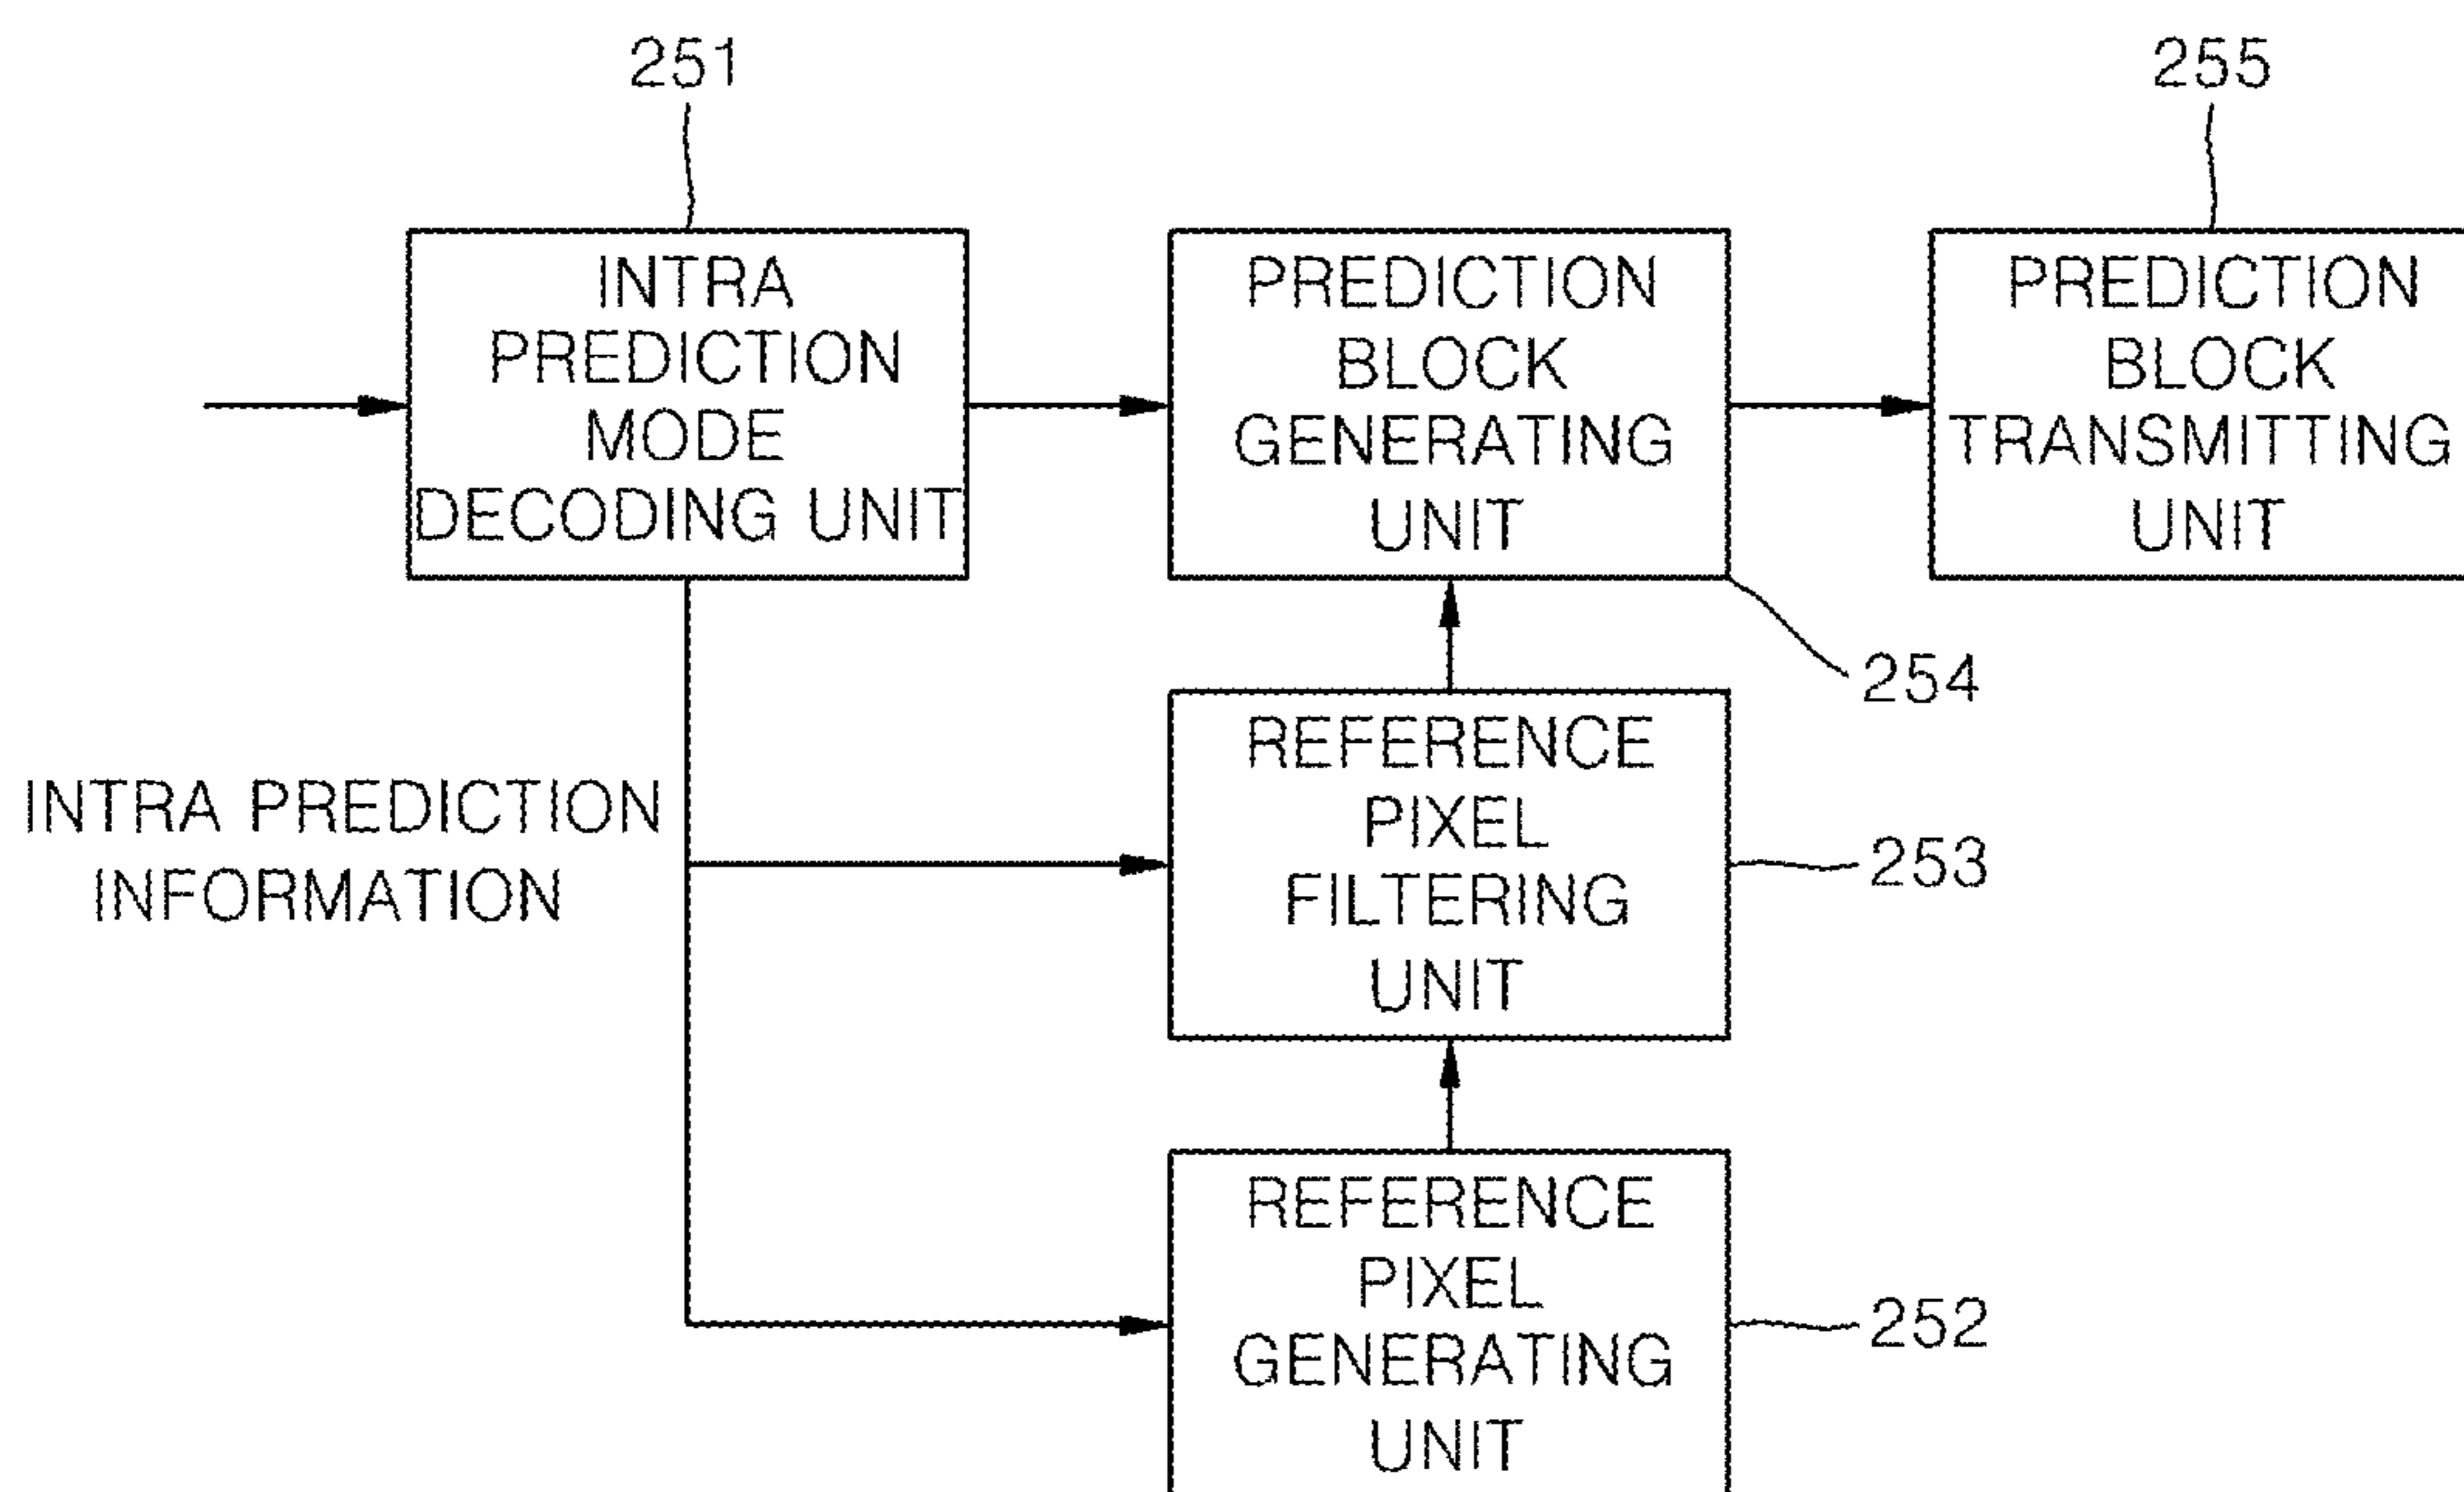 251
255
INTRA
PREDICTION
MODE
DECODING UNIT
PREDICTION
BLOCK
GENERATING
UNIT
PREDICTION
BLOCK
TRANSMITTING
UNIT
254
INTRA PREDICTION
INFORMATION
REFERENCE
PIXEL
FILTERING
UNIT
253
REFERENCE
PIXEL
GENERATING
UNIT
252